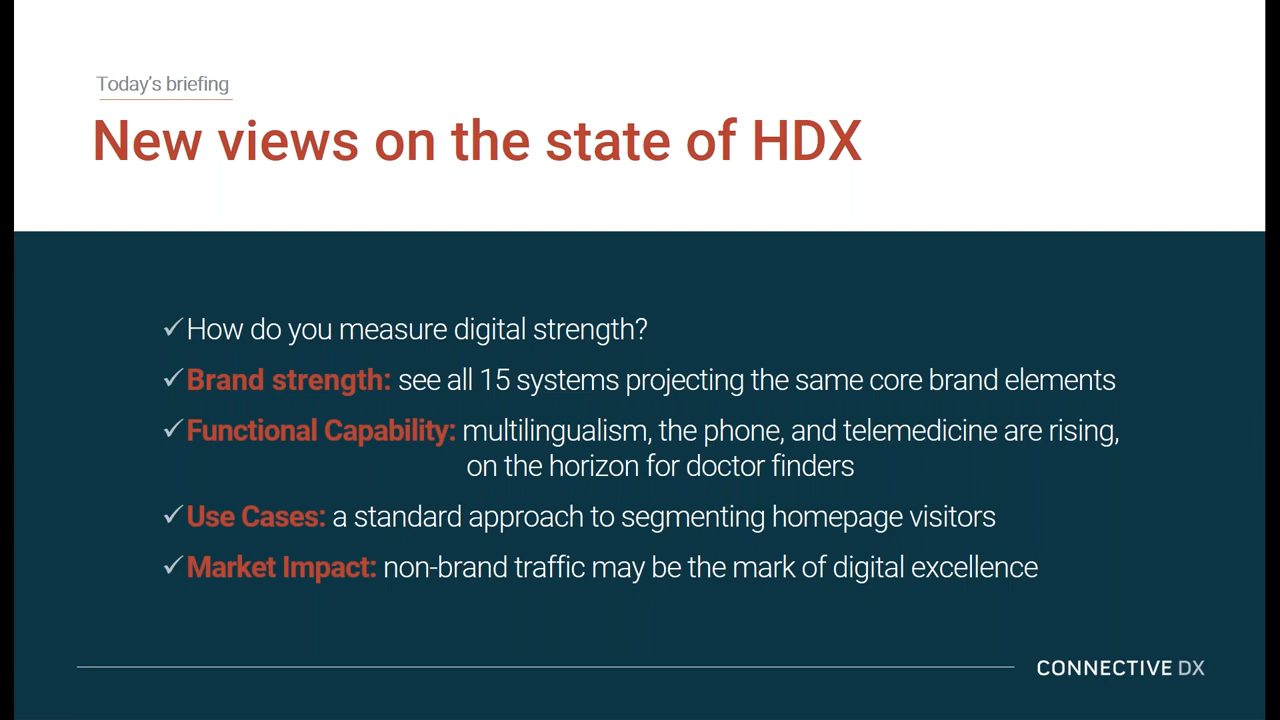 Today's briefing
New views on the state of HDX
✓How do you measure digital strength?
✓Brand strength: see all 15 systems projecting the same core brand elements
✓Functional Capability: multilingualism, the phone, and telemedicine are rising,
on the horizon for doctor finders
✓Use Cases: a standard approach to segmenting homepage visitors
✓Market Impact: non-brand traffic may be the mark of digital excellence
CONNECTIVE DX